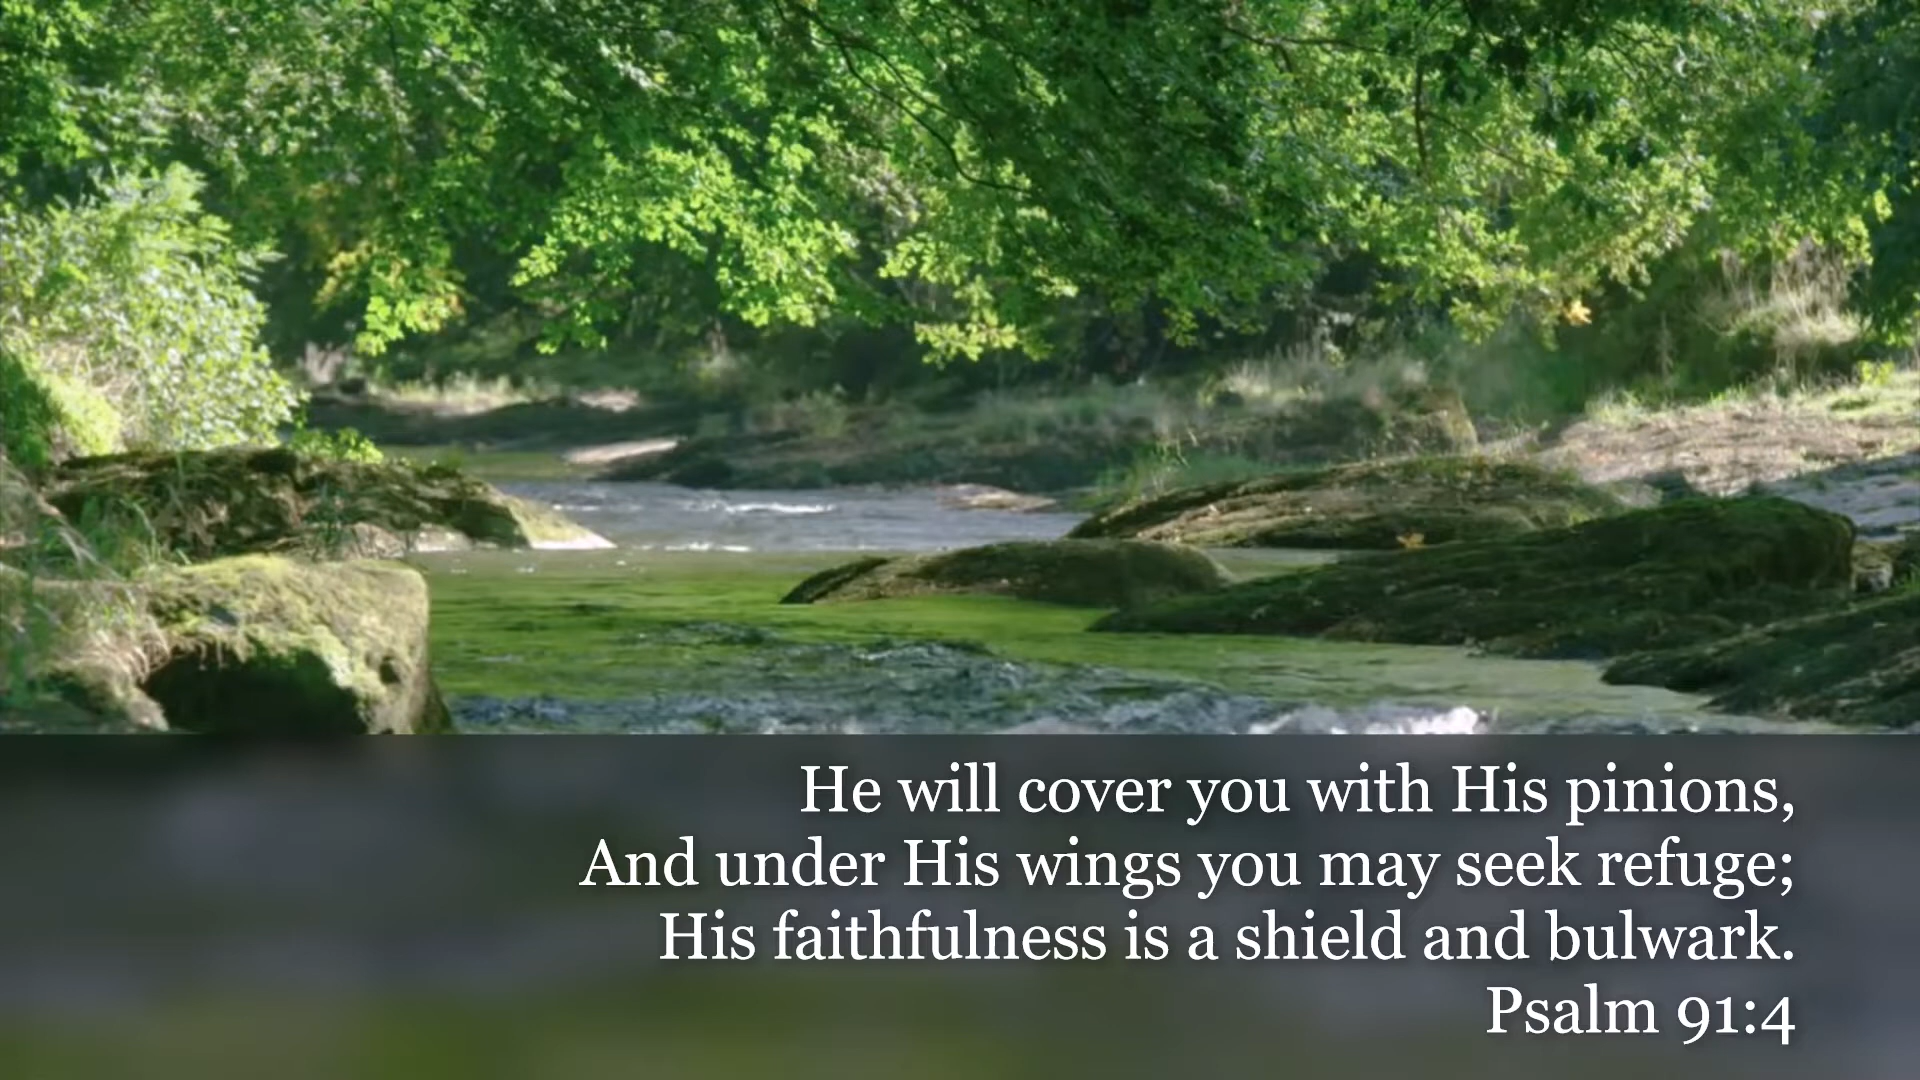 He will cover you with His pinions,
And under His wings you may seek refuge;
His faithfulness is a shield and bulwark.
Psalm 91:4